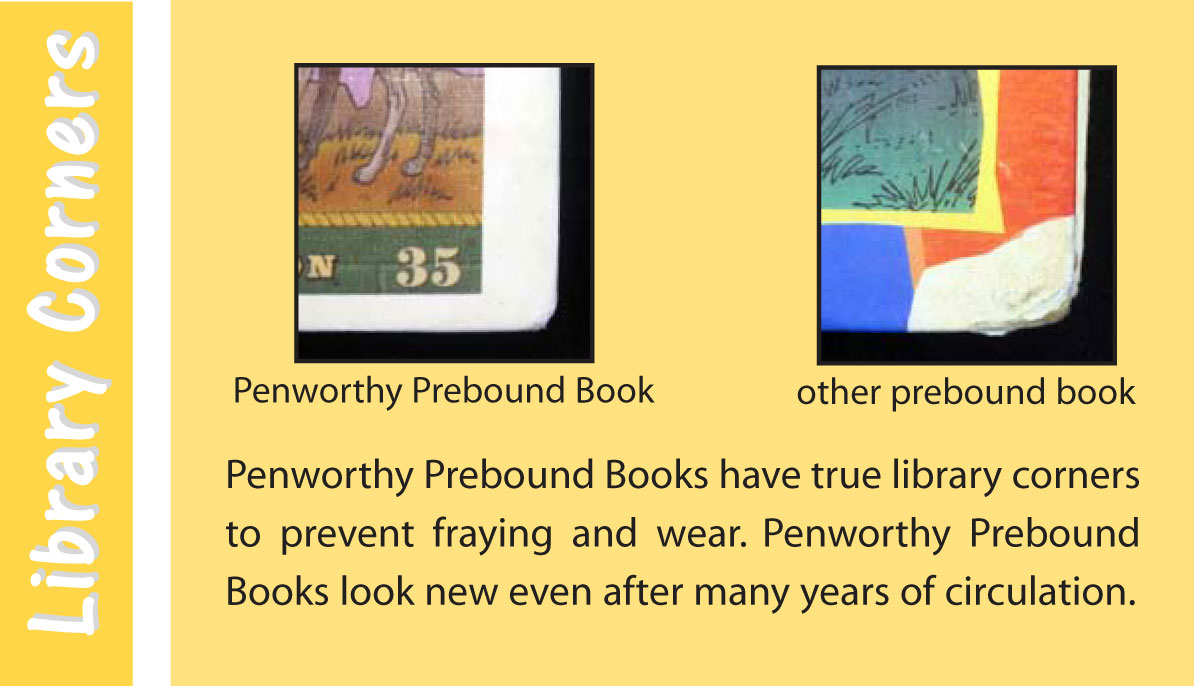 Library Corners
ON 35
Penworthy Prebound Book
other prebound book
Penworthy Prebound Books have true library corners
to prevent fraying and wear. Penworthy Prebound
Books look new even after many years of circulation.